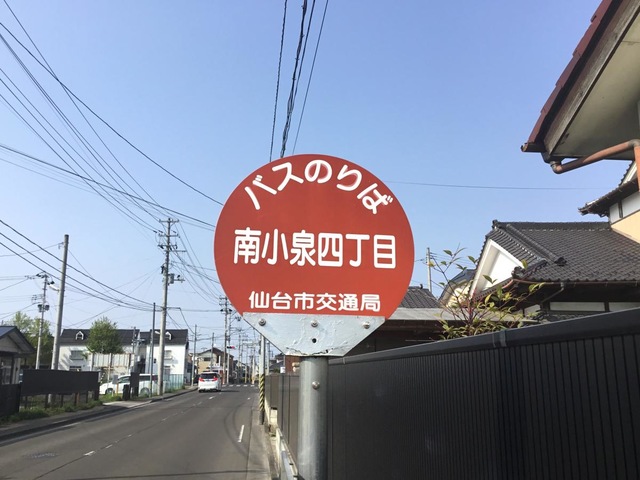 バスのりば
南小泉四丁目
仙台市交通局